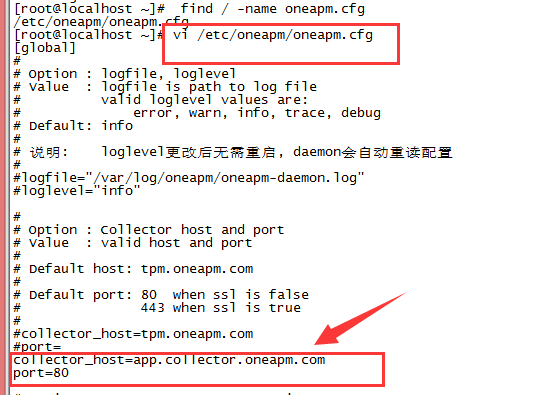 [root@localhost ~]#  find / -name oneapm.cfg
/etc/oneapm/oneapm.cfg
[root@localhost ~]# vi /etc/oneapm/oneapm.cfg
[global]
#
# Option : logfile, loglevel
# Value  : logfile is path to log file
#          valid loglevel values are:
#              error, warn, info, trace, debug
# Default: info
#
# 说明:    loglevel更改后无需重启，daemon会自动重读配置
#
#logfile="/var/log/oneapm/oneapm-daemon.log"
#loglevel="info"
#
# Option : Collector host and port
# Value  : valid host and port
#
# Default host: tpm.oneapm.com
#
# Default port: 80  when ssl is false
#               443 when ssl is true
#
#collector_host=tpm.oneapm.com
#port=
collector_host=app.collector.oneapm.com
port=80